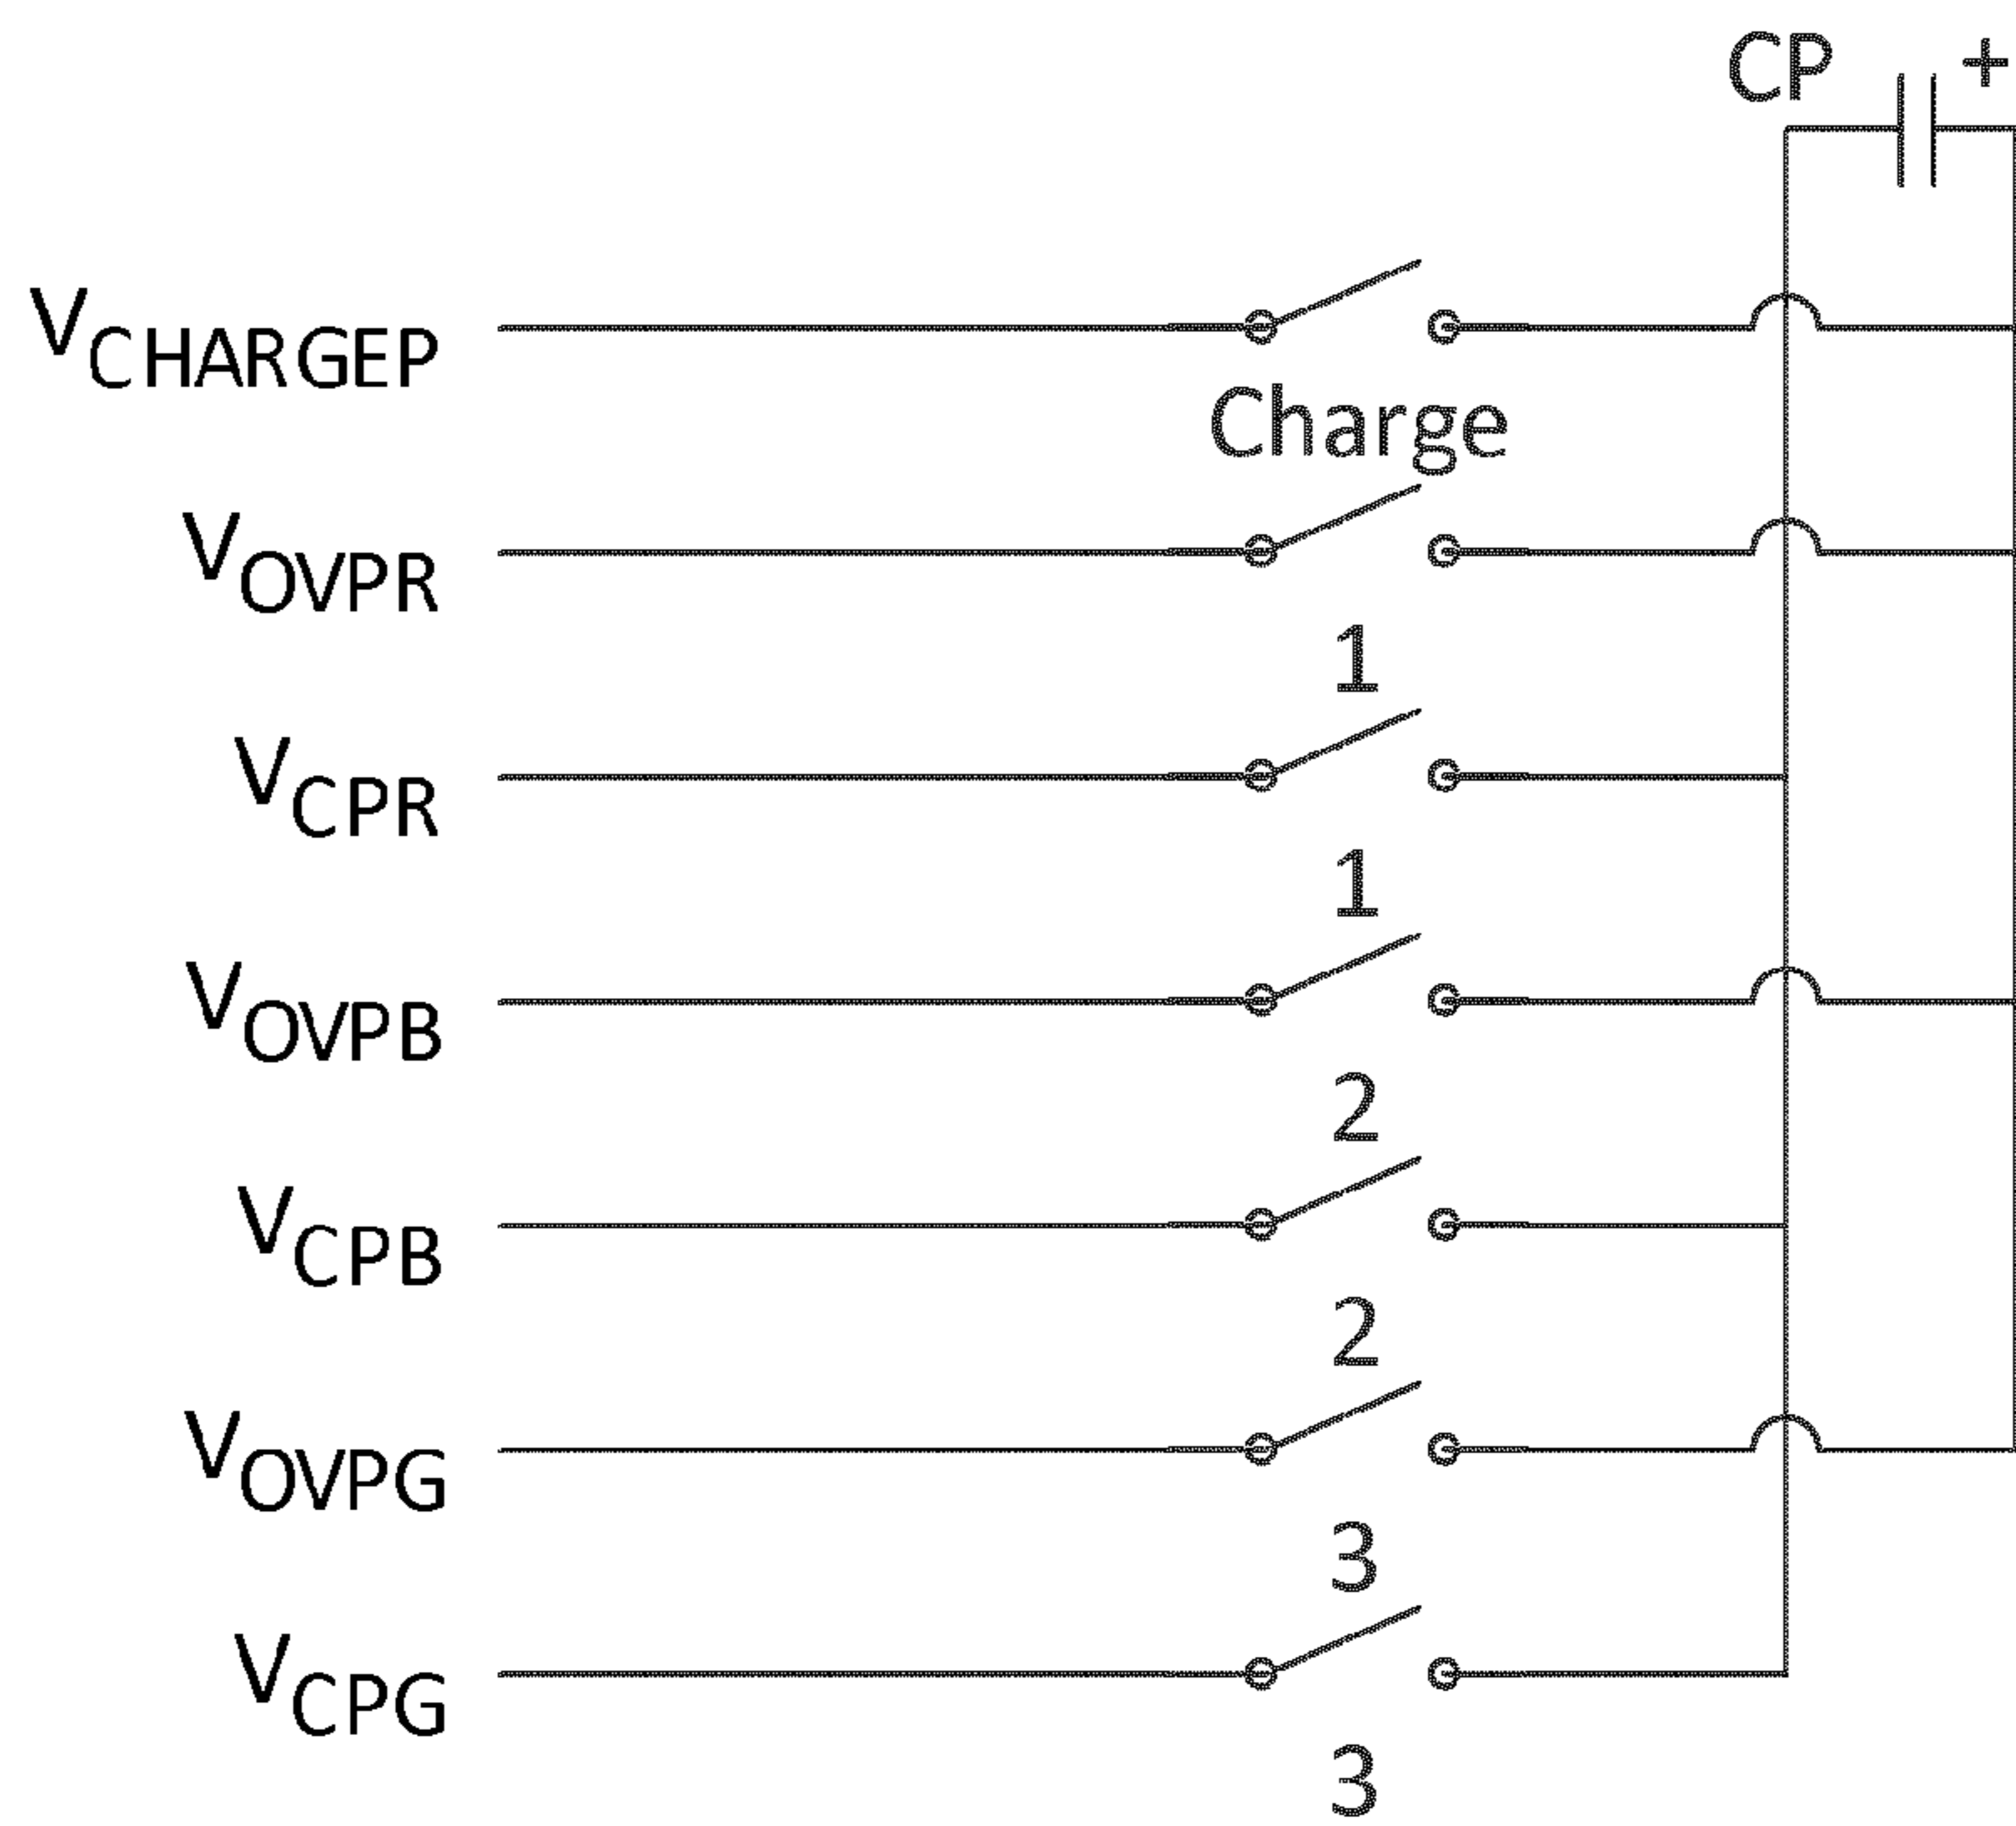 CP +
VCHARGEP
Charge
VOVPR
1
VCPR
1
VOVPB
2
VCPB
2
VOVPG
3
VCPG
3